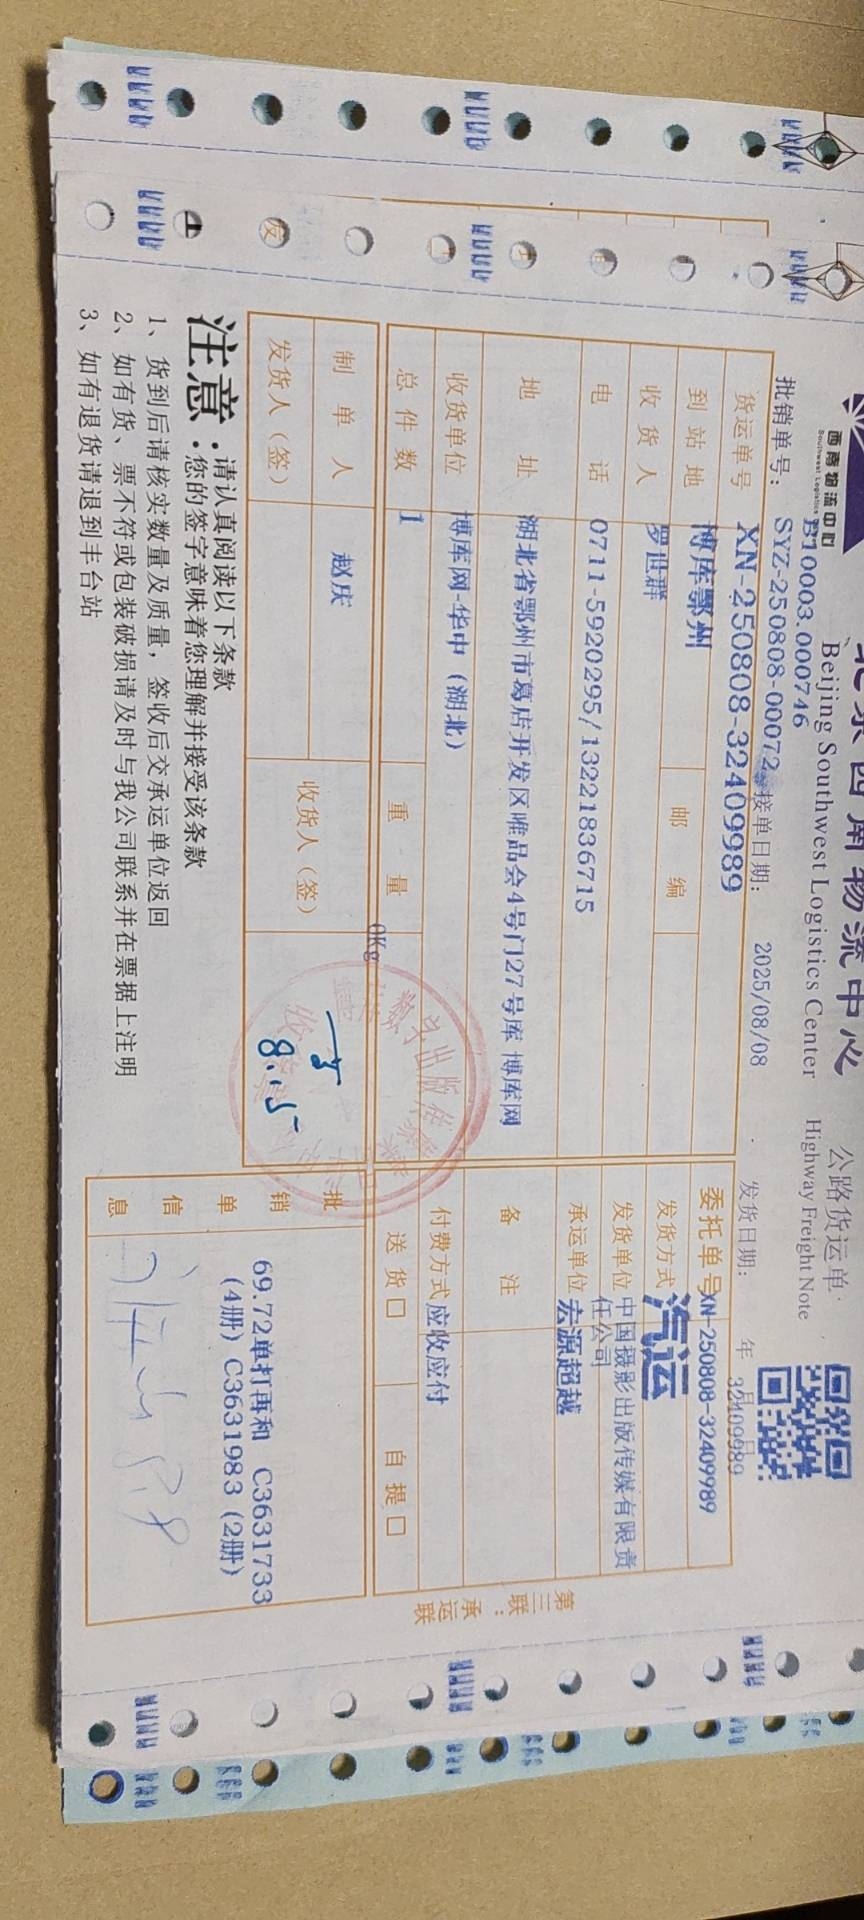 北京西南物流中心 公路货运单
西南物流中心
Southwest Logistics
Beijing Southwest Logistics Center Highway Freight Note
B10003.000746
批销单号: SYZ-250808-00072 接单日期: 2025/08/08 发货日期: 年 月 日
32409989
货运单号 XN-250808-32409989 委托单号 XN-250808-32409989
到站地 博库鄂州 邮编 发货方式 汽运
收货人 罗世群 发货单位 中国摄影出版传媒有限责
任公司
电话 0711-5920295/13221836715 承运单位 宏源超越
地址 湖北省鄂州市葛店开发区唯品会4号门27号库 博库网 备注
收货单位 博库网-华中（湖北） 付费方式 应收应付
总件数 1 重量 0Kg 送货□ 自提□
制单人 赵庆 收货人（签）
发货人（签）
8.15
批销单信息 69.72单打再和 C3631733
(4册) C3631983 (2册)
数字出版
注意: 请认真阅读以下条款
您的签字意味着您理解并接受该条款
1、货到后请核实数量及质量，签收后交承运单位返回
2、如有货、票不符或包装破损请及时与我公司联系并在票据上注明
3、如有退货请退到丰台站
第三联：承运联